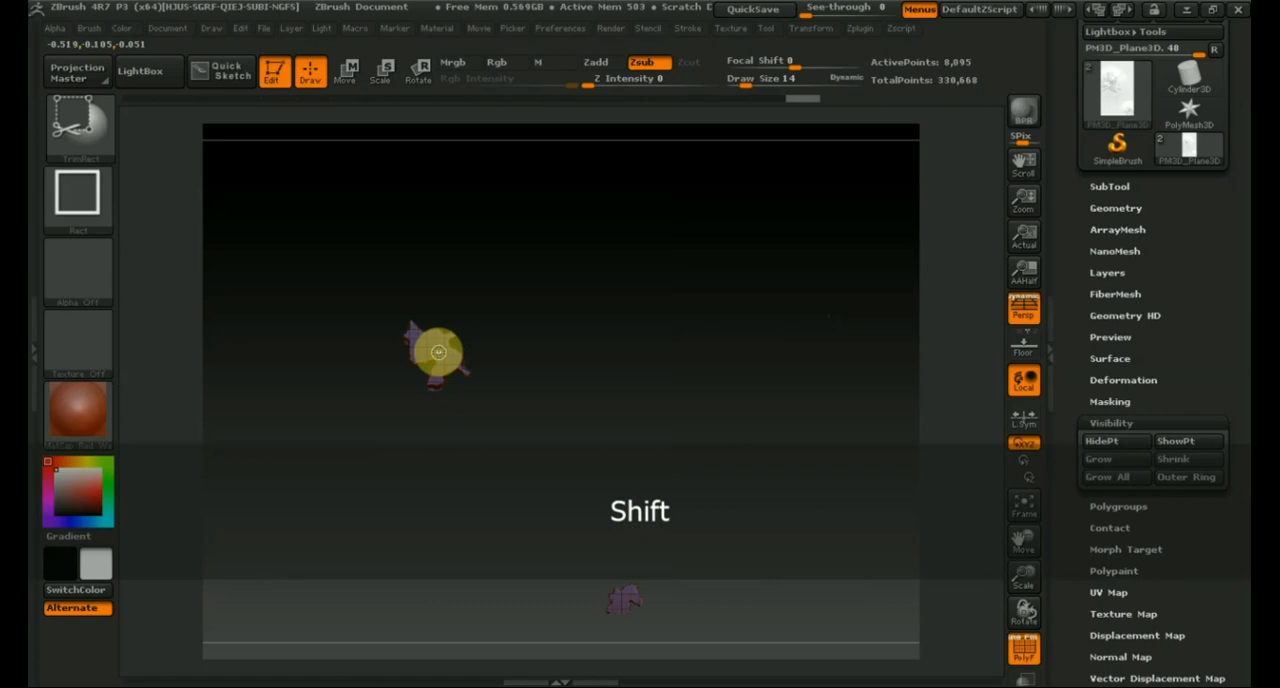 ZBrush 4R7 P3 (x64)[HJUS-SGRF-QIEJ-SUBI-NGFS] ZBrush Document • Free Mem 0.569GB • Active Mem 503 • Scratch D QuickSave See-through 0 Menus DefaultZScript
Alpha Brush Color Document Draw Edit File Layer Light Macros Marker Material Movie Picker Preferences Render Stencil Stroke Texture Tool Transform Zplugin Zscript
-0.519,-0.105,-0.051
Projection Master
LightBox
Quick Sketch
Edit
Draw
Move
Scale
Rotate
Mrgb Rgb M
Rgb Intensity
Zadd Zsub Zcut
Z Intensity 0
Focal Shift 0
Draw Size 14 Dynamic
ActivePoints: 8,095
TotalPoints: 330,668
TrimRect
Rect
Alpha Off
Texture Off
Gradient
SwitchColor
Alternate
Shift
BPR
SPix
Scroll
Zoom
Actual
AAHalf
Dynamic
Persp
Floor
Local
L.Sym
Frame
Move
Scale
Rotate
PolyF
Lightbox▸Tools
PM3D_Plane3D. 48 R
2
PM3D_Plane3D
Cylinder3D
PolyMesh3D
SimpleBrush
2
PM3D_Plane3D
SubTool
Geometry
ArrayMesh
NanoMesh
Layers
FiberMesh
Geometry HD
Preview
Surface
Deformation
Masking
Visibility
HidePt ShowPt
Grow Shrink
Grow All Outer Ring
Polygroups
Contact
Morph Target
Polypaint
UV Map
Texture Map
Displacement Map
Normal Map
Vector Displacement Map